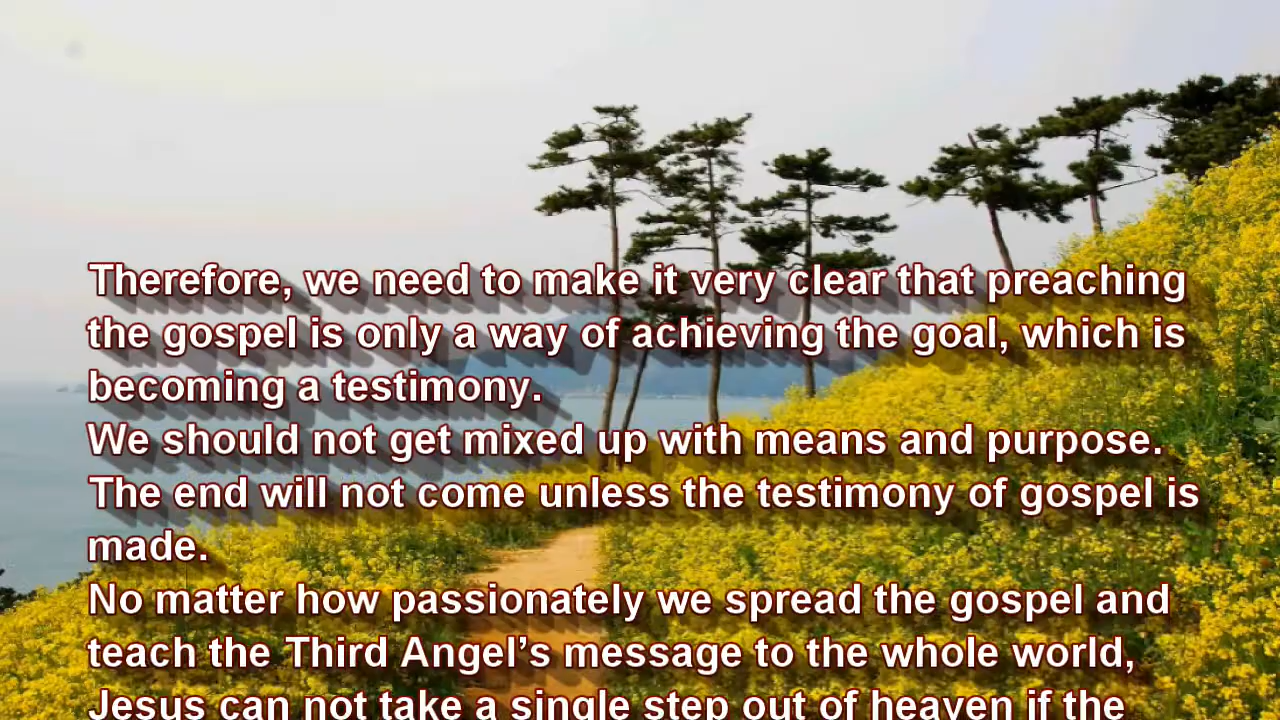 Therefore, we need to make it very clear that preaching
the gospel is only a way of achieving the goal, which is
becoming a testimony.
We should not get mixed up with means and purpose.
The end will not come unless the testimony of gospel is
made.
No matter how passionately we spread the gospel and
teach the Third Angel’s message to the whole world,
Jesus can not take a single step out of heaven if the